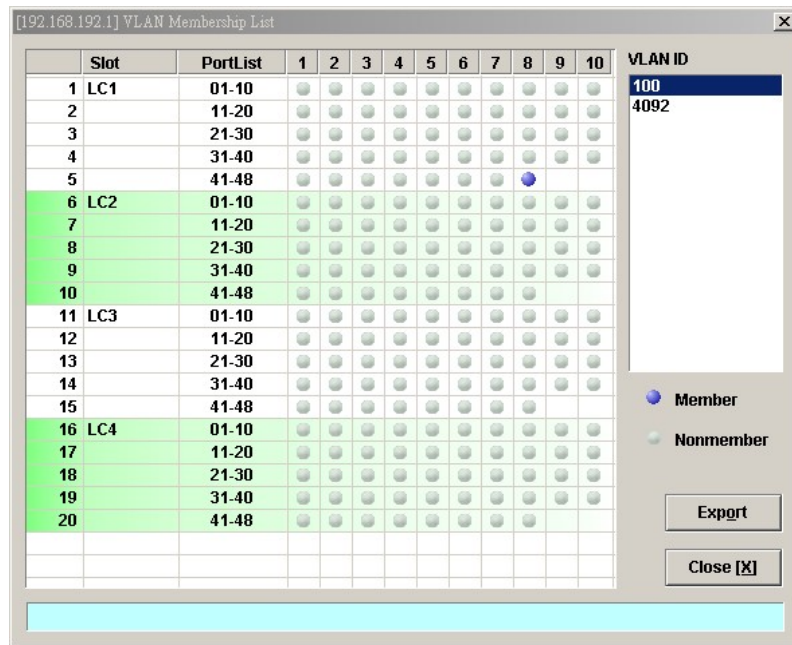 [192.168.192.1] VLAN Membership List
Slot PortList 1 2 3 4 5 6 7 8 9 10
1 LC1 01-10
2 11-20
3 21-30
4 31-40
5 41-48
6 LC2 01-10
7 11-20
8 21-30
9 31-40
10 41-48
11 LC3 01-10
12 11-20
13 21-30
14 31-40
15 41-48
16 LC4 01-10
17 11-20
18 21-30
19 31-40
20 41-48
VLAN ID
100
4092
Member
Nonmember
Export
Close [X]